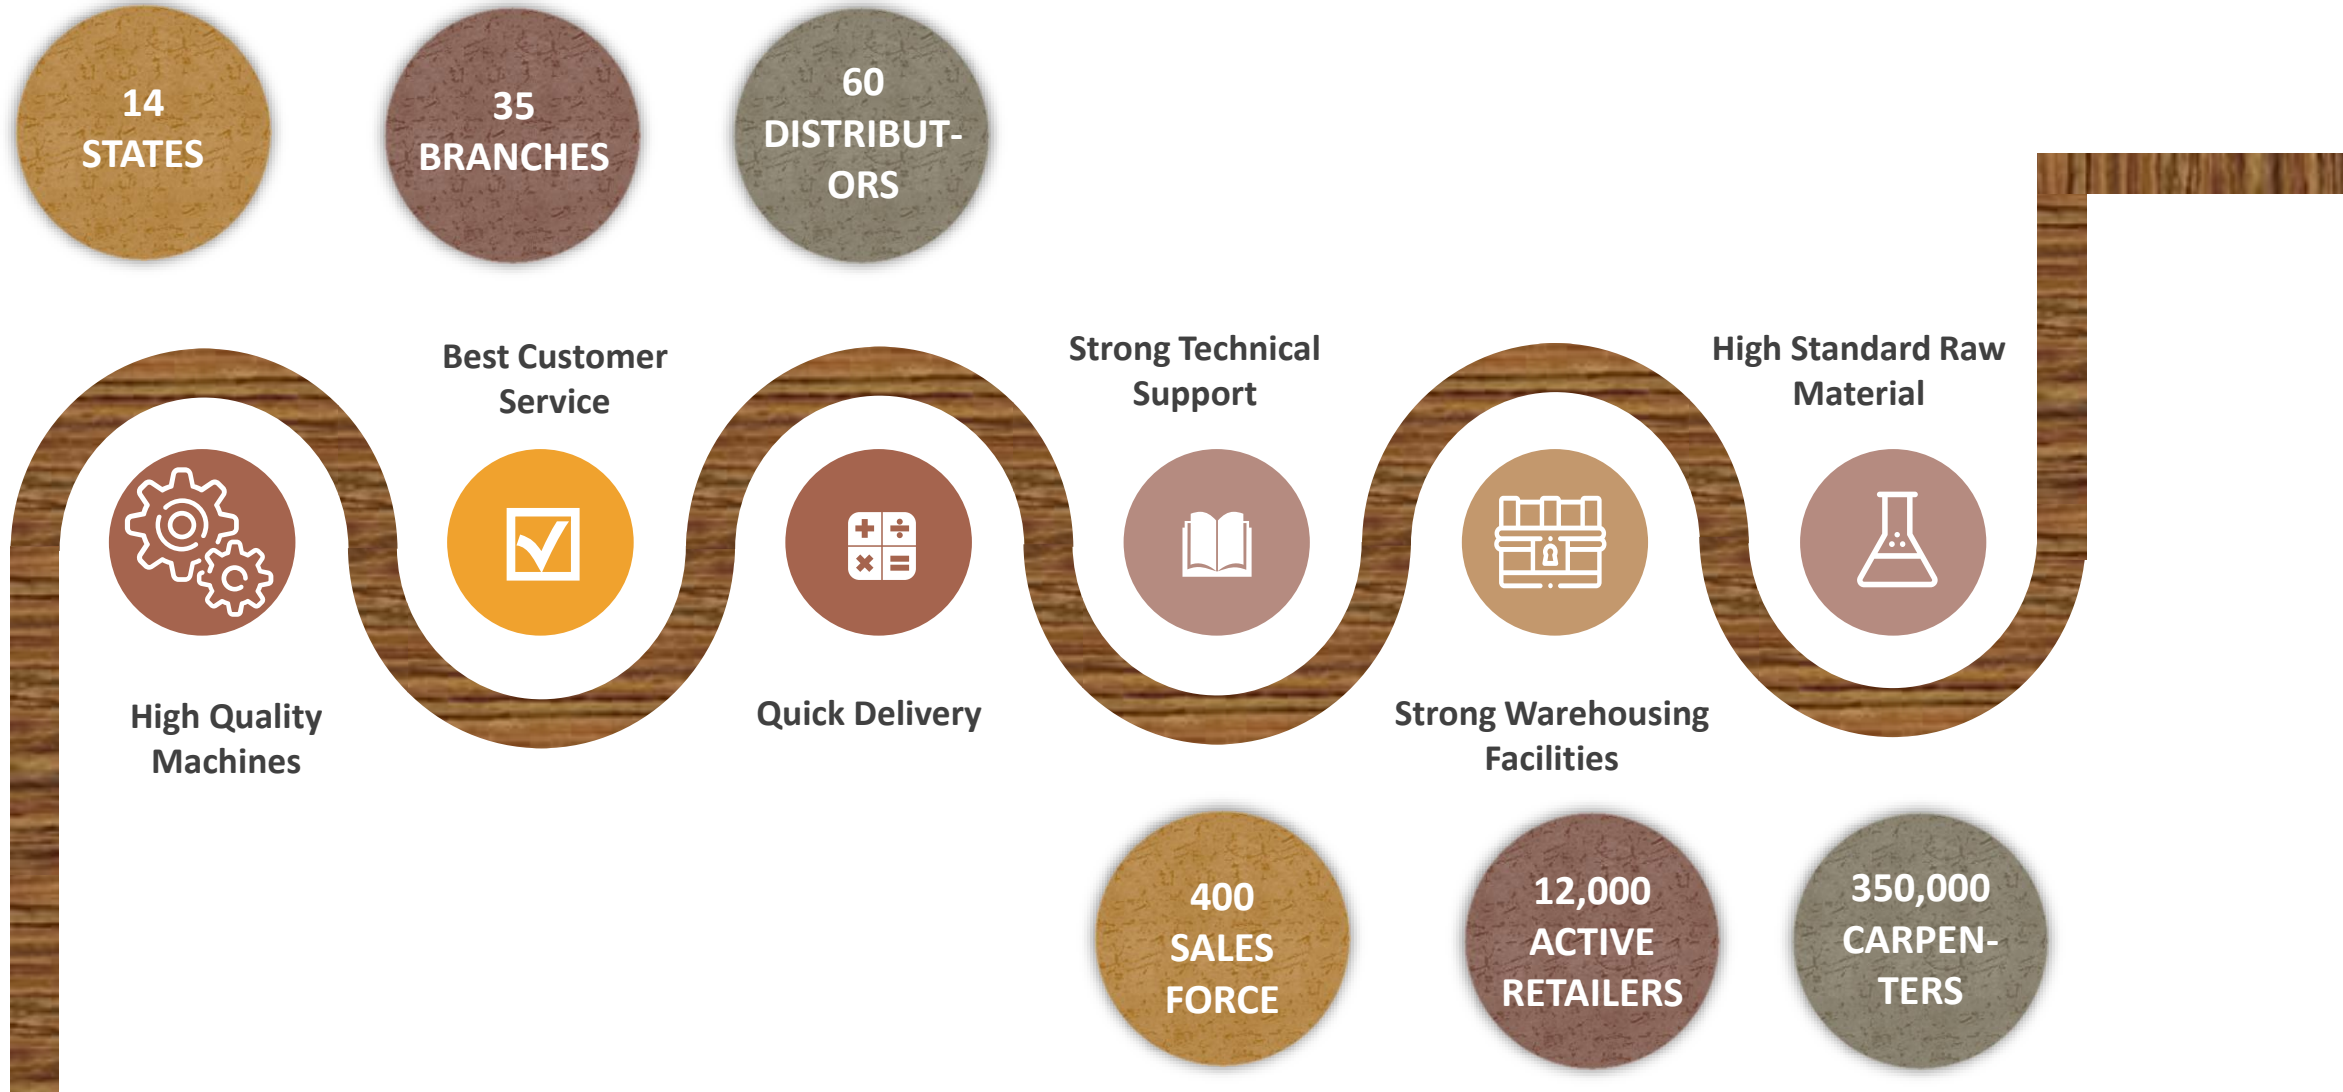 14
STATES
35
BRANCHES
60
DISTRIBUT-
ORS
Best Customer
Service
Strong Technical
Support
High Standard Raw
Material
High Quality
Machines
Quick Delivery
Strong Warehousing
Facilities
400
SALES
FORCE
12,000
ACTIVE
RETAILERS
350,000
CARPEN-
TERS